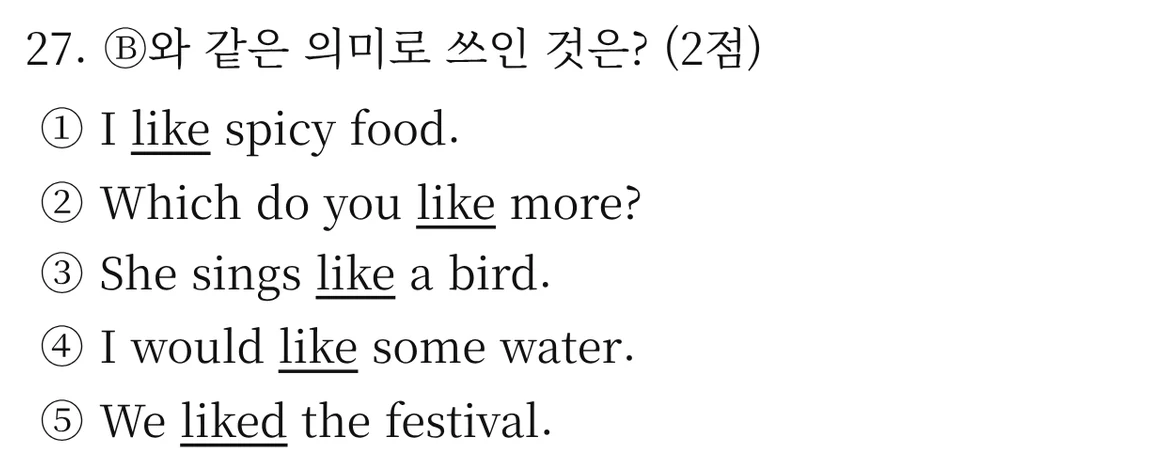 27. Ⓑ와 같은 의미로 쓰인 것은? (2점)
① I like spicy food.
② Which do you like more?
③ She sings like a bird.
④ I would like some water.
⑤ We liked the festival.